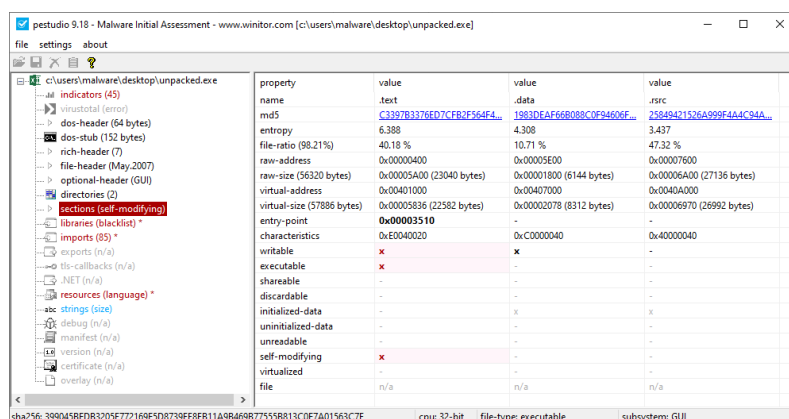 pestudio 9.18 - Malware Initial Assessment - www.winitor.com [c:\users\malware\desktop\unpacked.exe]
file settings about
c:\users\malware\desktop\unpacked.exe
indicators (45)
virustotal (error)
dos-header (64 bytes)
dos-stub (152 bytes)
rich-header (7)
file-header (May.2007)
optional-header (GUI)
directories (2)
sections (self-modifying)
libraries (blacklist) *
imports (85) *
exports (n/a)
tls-callbacks (n/a)
.NET (n/a)
resources (language) *
abc strings (size)
debug (n/a)
manifest (n/a)
1.0 version (n/a)
certificate (n/a)
overlay (n/a)
property value value value
name .text .data .rsrc
md5 C3397B3376ED7CFB2F564F4... 1983DEAF66B088C0F94606F... 25849421526A999F4A4C94A...
entropy 6.388 4.308 3.437
file-ratio (98.21%) 40.18 % 10.71 % 47.32 %
raw-address 0x00000400 0x00005E00 0x00007600
raw-size (56320 bytes) 0x00005A00 (23040 bytes) 0x00001800 (6144 bytes) 0x00006A00 (27136 bytes)
virtual-address 0x00401000 0x00407000 0x0040A000
virtual-size (57886 bytes) 0x00005836 (22582 bytes) 0x00002078 (8312 bytes) 0x00006970 (26992 bytes)
entry-point 0x00003510 - -
characteristics 0xE0040020 0xC0000040 0x40000040
writable x x -
executable x - -
shareable - - -
discardable - - -
initialized-data - x x
uninitialized-data - - -
unreadable - - -
self-modifying x - -
virtualized - - -
file n/a n/a n/a
cpu: 32-bit file-type: executable subsystem: GUI